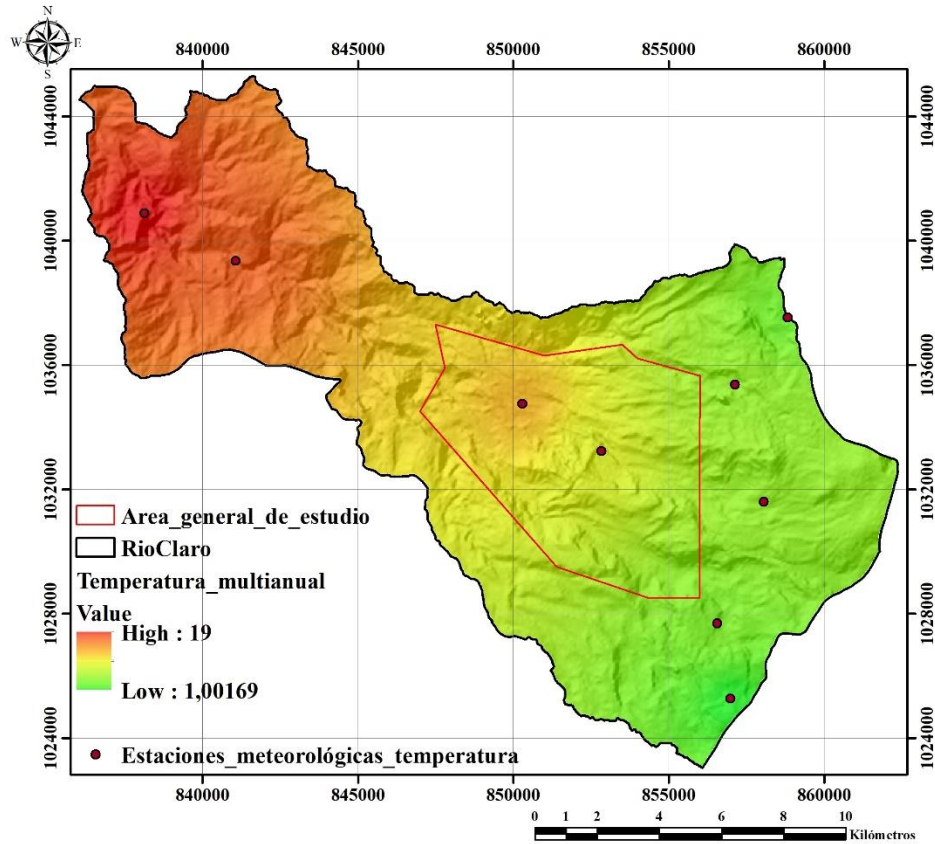 N
W E
S
840000 845000 850000 855000 860000
1044000 1044000
1040000 1040000
1036000 1036000
1032000 1032000
Area_general_de_estudio
RioClaro
Temperatura_multianual
Value
1028000 1028000
High : 19
Low : 1,00169
1024000 1024000
Estaciones_meteorológicas_temperatura
840000 845000 850000 855000 860000
0 1 2 4 6 8 10
Kilómetros